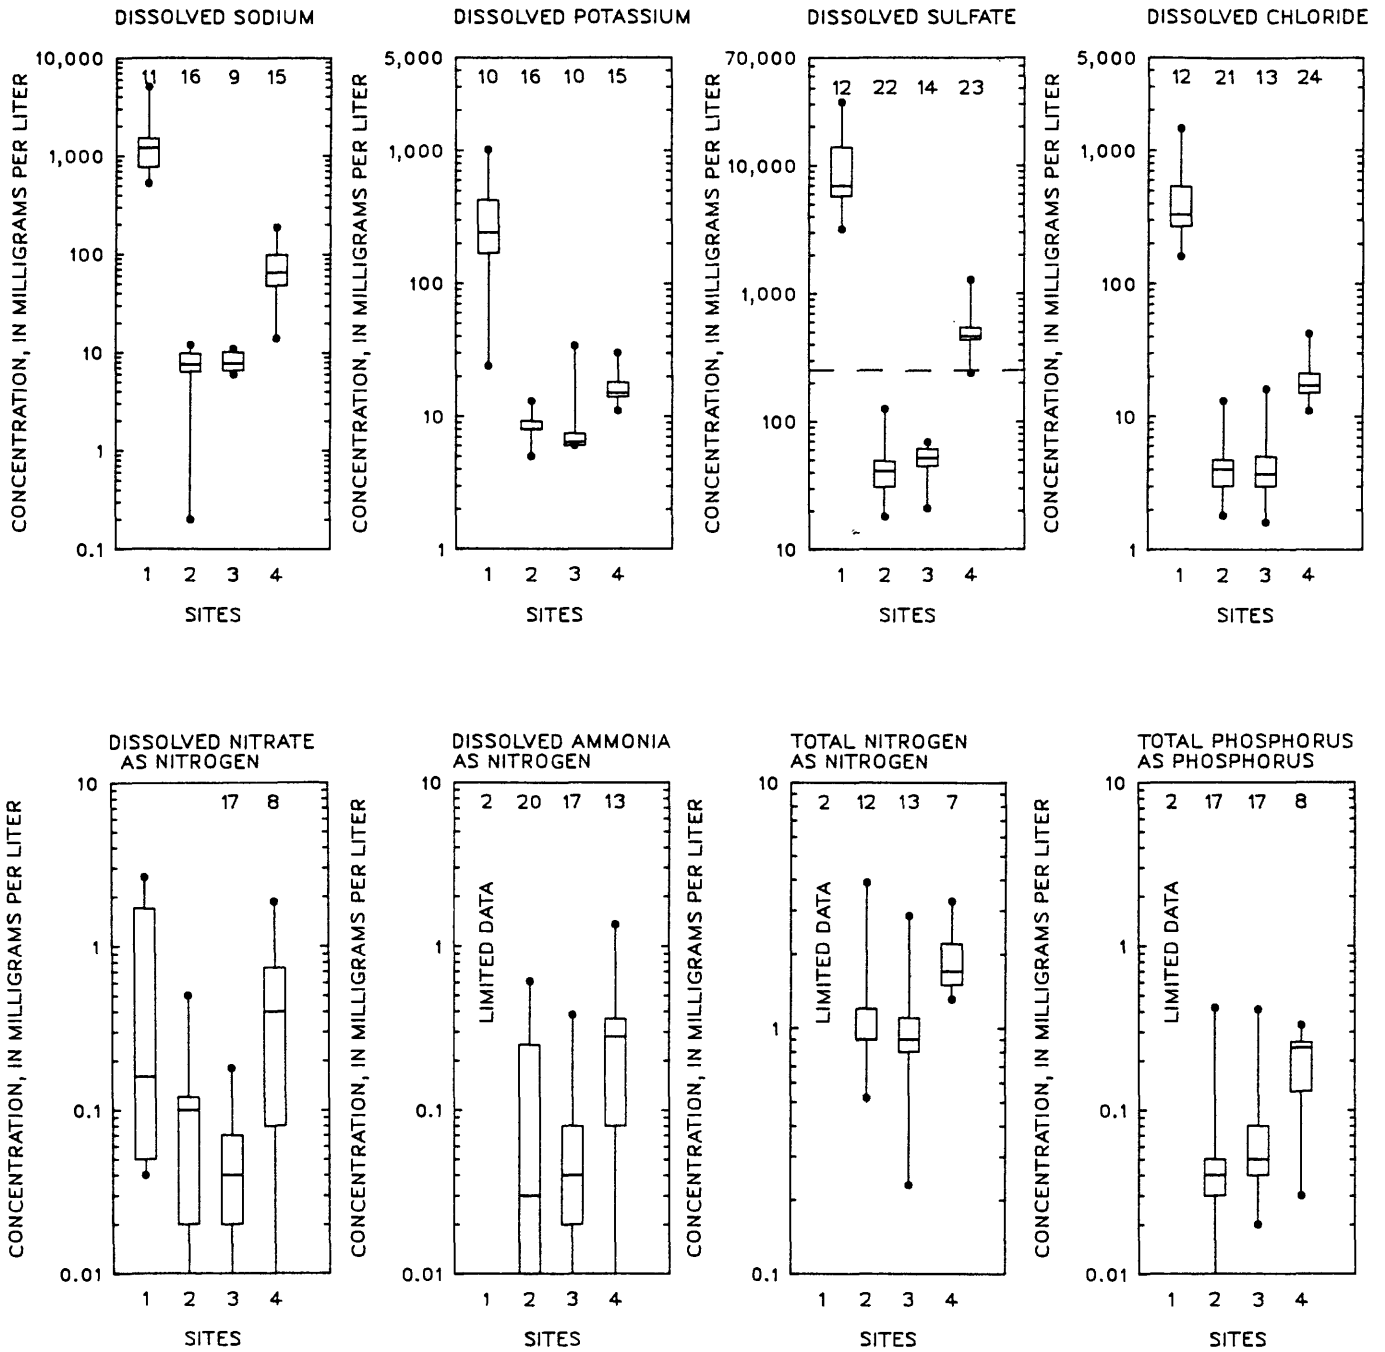 DISSOLVED SODIUM
CONCENTRATION, IN MILLIGRAMS PER LITER
10,000
1,000
100
10
1
0.1
11 16 9 15
1 2 3 4
SITES
DISSOLVED POTASSIUM
CONCENTRATION, IN MILLIGRAMS PER LITER
5,000
1,000
100
10
1
10 16 10 15
1 2 3 4
SITES
DISSOLVED SULFATE
CONCENTRATION, IN MILLIGRAMS PER LITER
70,000
10,000
1,000
100
10
12 22 14 23
1 2 3 4
SITES
DISSOLVED CHLORIDE
CONCENTRATION, IN MILLIGRAMS PER LITER
5,000
1,000
100
10
1
12 21 13 24
1 2 3 4
SITES
DISSOLVED NITRATE
AS NITROGEN
CONCENTRATION, IN MILLIGRAMS PER LITER
10
1
0.1
0.01
17 8
1 2 3 4
SITES
DISSOLVED AMMONIA
AS NITROGEN
CONCENTRATION, IN MILLIGRAMS PER LITER
10
1
0.1
0.01
2 20 17 13
LIMITED DATA
1 2 3 4
SITES
TOTAL NITROGEN
AS NITROGEN
CONCENTRATION, IN MILLIGRAMS PER LITER
10
1
0.1
2 12 13 7
LIMITED DATA
1 2 3 4
SITES
TOTAL PHOSPHORUS
AS PHOSPHORUS
CONCENTRATION, IN MILLIGRAMS PER LITER
10
1
0.1
0.01
2 17 17 8
LIMITED DATA
1 2 3 4
SITES